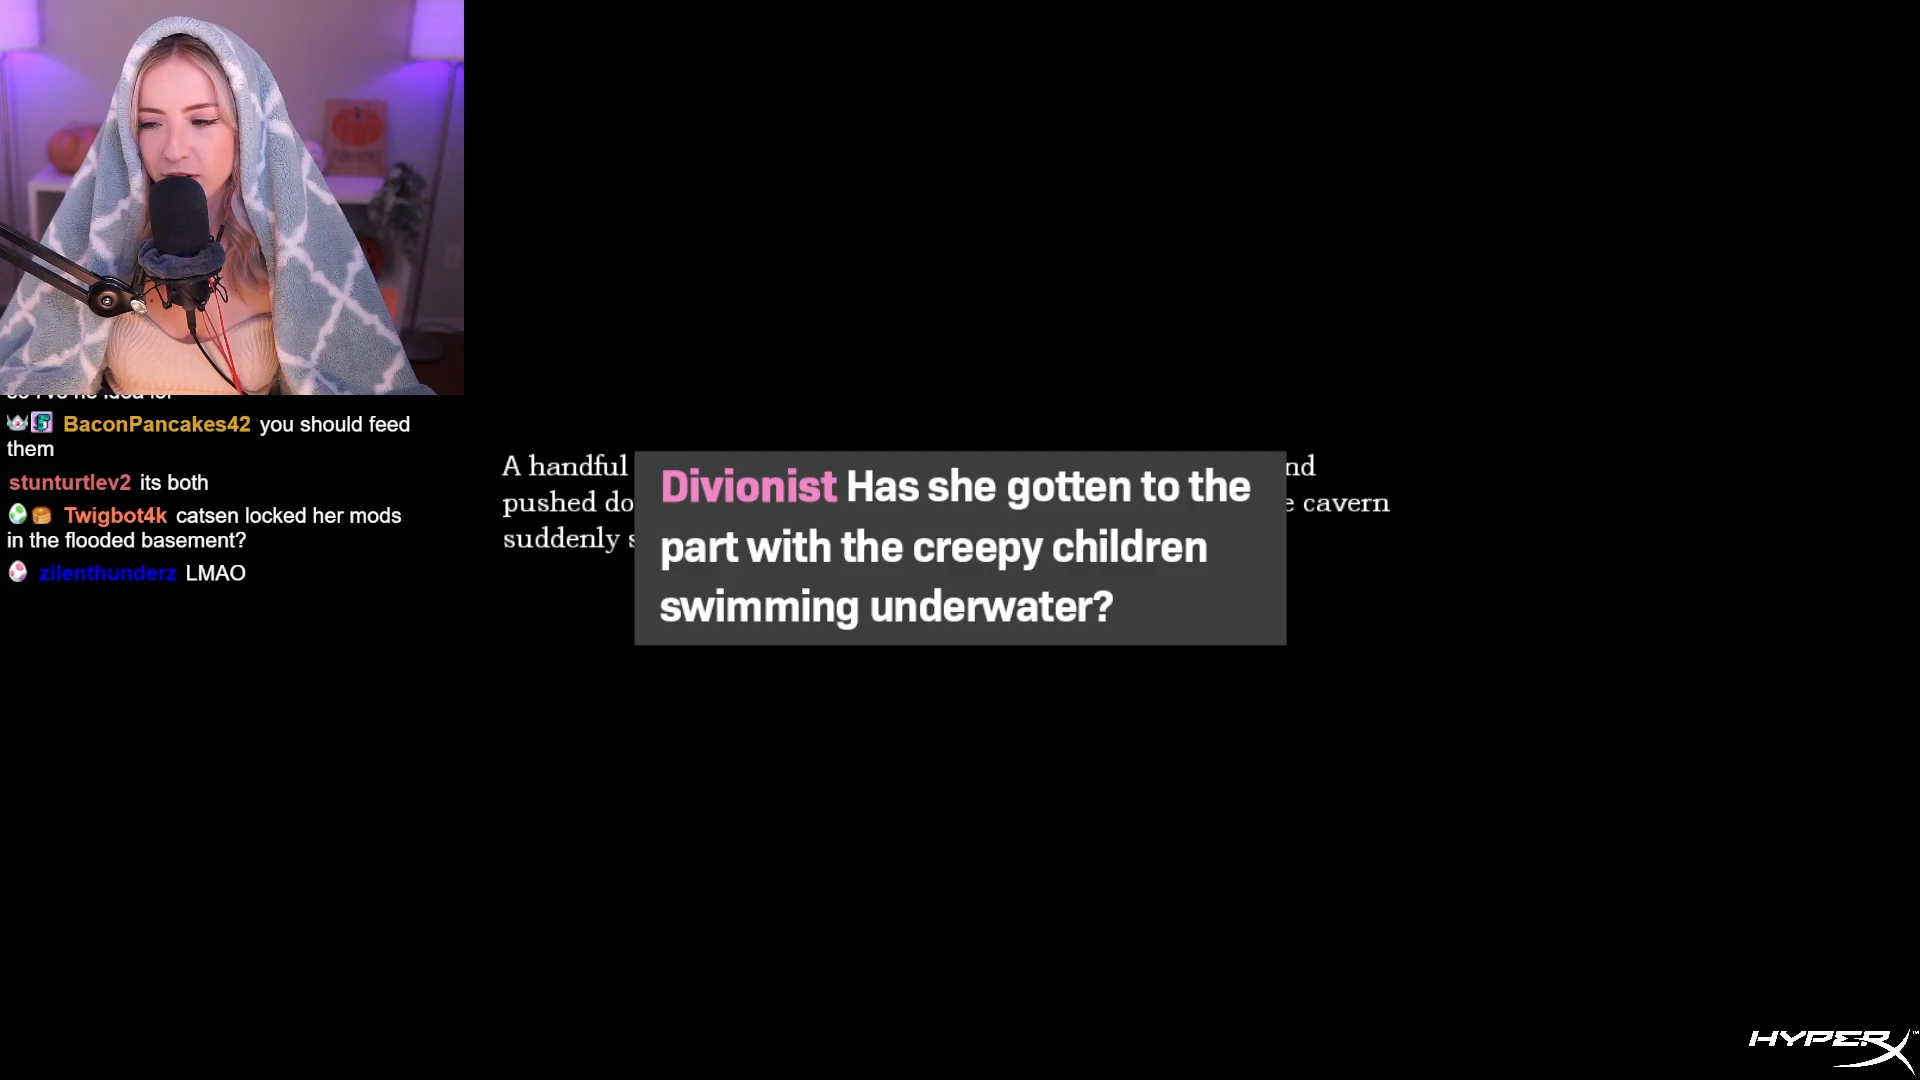 BaconPancakes42 you should feed
them
stunturtlev2 its both
Twigbot4k catsen locked her mods
in the flooded basement?
zilenthunderz LMAO
A handful nd
pushed do e cavern
suddenly s
Divionist Has she gotten to the
part with the creepy children
swimming underwater?
HYPERX™